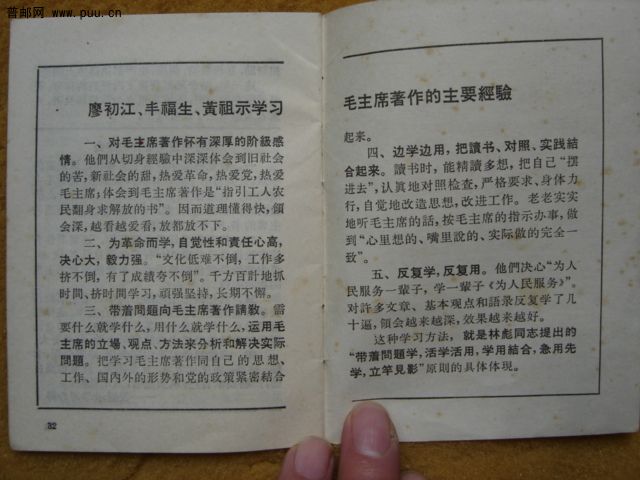 普邮网 www.puu.cn
廖初江、丰福生、黃祖示学习
一、对毛主席著作怀有深厚的阶級感
情。他們从切身經驗中深深体会到旧社会
的苦，新社会的甜，热爱革命，热爱党，热爱
毛主席；体会到毛主席著作是“指引工人农
民翻身求解放的书”。因而道理懂得快，領
会深，越看越爱看，放都放不下。
二、为革命而学，自觉性和責任心高，
决心大，毅力强。“文化低难不倒，工作多
挤不倒，有了成績夸不倒”。千方百計地抓
时間、挤时間学习，頑强坚持，长期不懈。
三、带着問題向毛主席著作請教。需
要什么就学什么，用什么就学什么，运用毛
主席的立場、观点、方法来分析和解决实际
問題。把学习毛主席著作同自己的思想、
工作、国内外的形势和党的政策紧密結合
32
毛主席著作的主要經驗
起来。
四、边学边用，把讀书、对照、实践結
合起来。讀书时，能精讀多想，把自己“摆
进去”，认眞地对照检查，严格要求、身体力
行，自觉地改造思想，改进工作。老老实实
地听毛主席的話，按毛主席的指示办事，做
到“心里想的、嘴里說的、实际做的完全一
致”。
五、反复学，反复用。他們决心“为人
民服务一輩子，学一輩子《为人民服务》”。
对許多文章、基本观点和語录反复学了几
十遍，領会越来越深，效果越来越好。
这种学习方法，就是林彪同志提出的
“带着問題学，活学活用，学用結合，急用先
学，立竿見影”原则的具体体現。